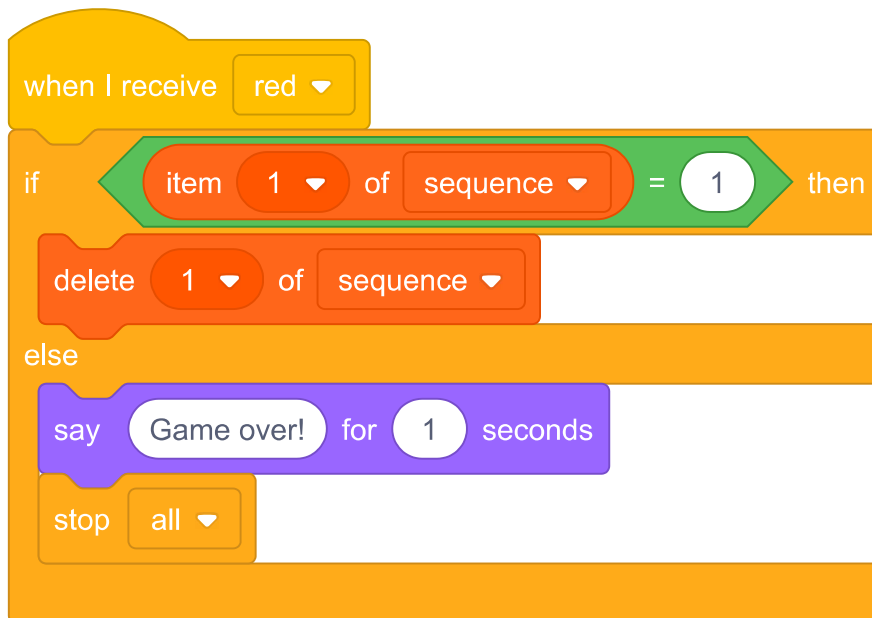 when I receive red
if item 1 of sequence = 1 then
delete 1 of sequence
else
say Game over! for 1 seconds
stop all